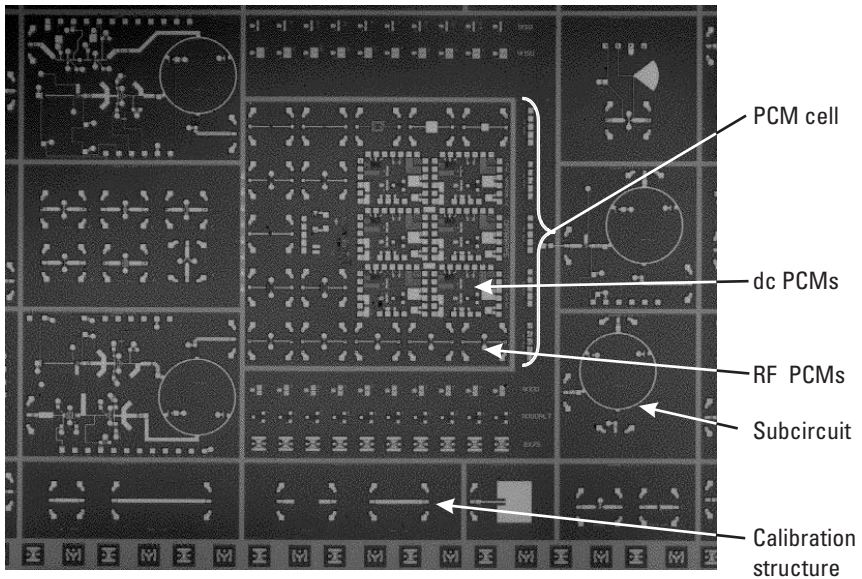 PCM cell
dc PCMs
RF PCMs
Subcircuit
Calibration
structure